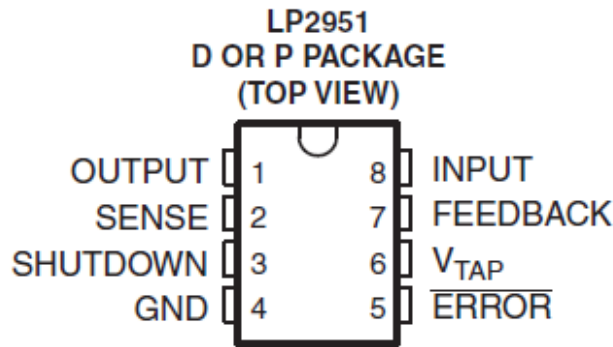 LP2951
D OR P PACKAGE
(TOP VIEW)
OUTPUT 1 8 INPUT
SENSE 2 7 FEEDBACK
SHUTDOWN 3 6 VTAP
GND 4 5 ERROR